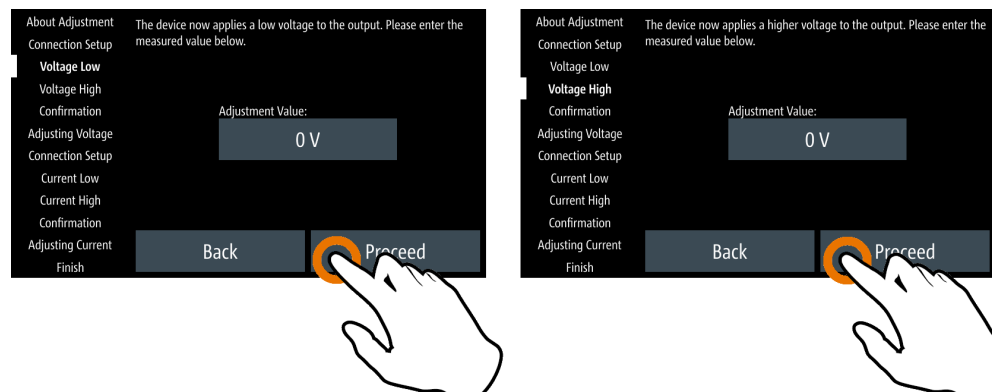 About Adjustment
Connection Setup
Voltage Low
Voltage High
Confirmation
Adjusting Voltage
Connection Setup
Current Low
Current High
Confirmation
Adjusting Current
Finish
The device now applies a low voltage to the output. Please enter the
measured value below.
Adjustment Value:
0 V
Back
Proceed
About Adjustment
Connection Setup
Voltage Low
Voltage High
Confirmation
Adjusting Voltage
Connection Setup
Current Low
Current High
Confirmation
Adjusting Current
Finish
The device now applies a higher voltage to the output. Please enter the
measured value below.
Adjustment Value:
0 V
Back
Proceed